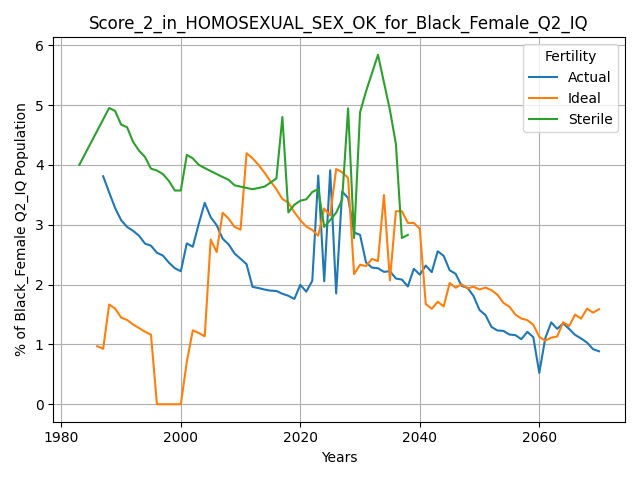 Score_2_in_HOMOSEXUAL_SEX_OK_for_Black_Female_Q2_IQ
% of Black_Female Q2_IQ Population
6
5
4
3
2
1
0
Fertility
Actual
Ideal
Sterile
1980 2000 2020 2040 2060
Years